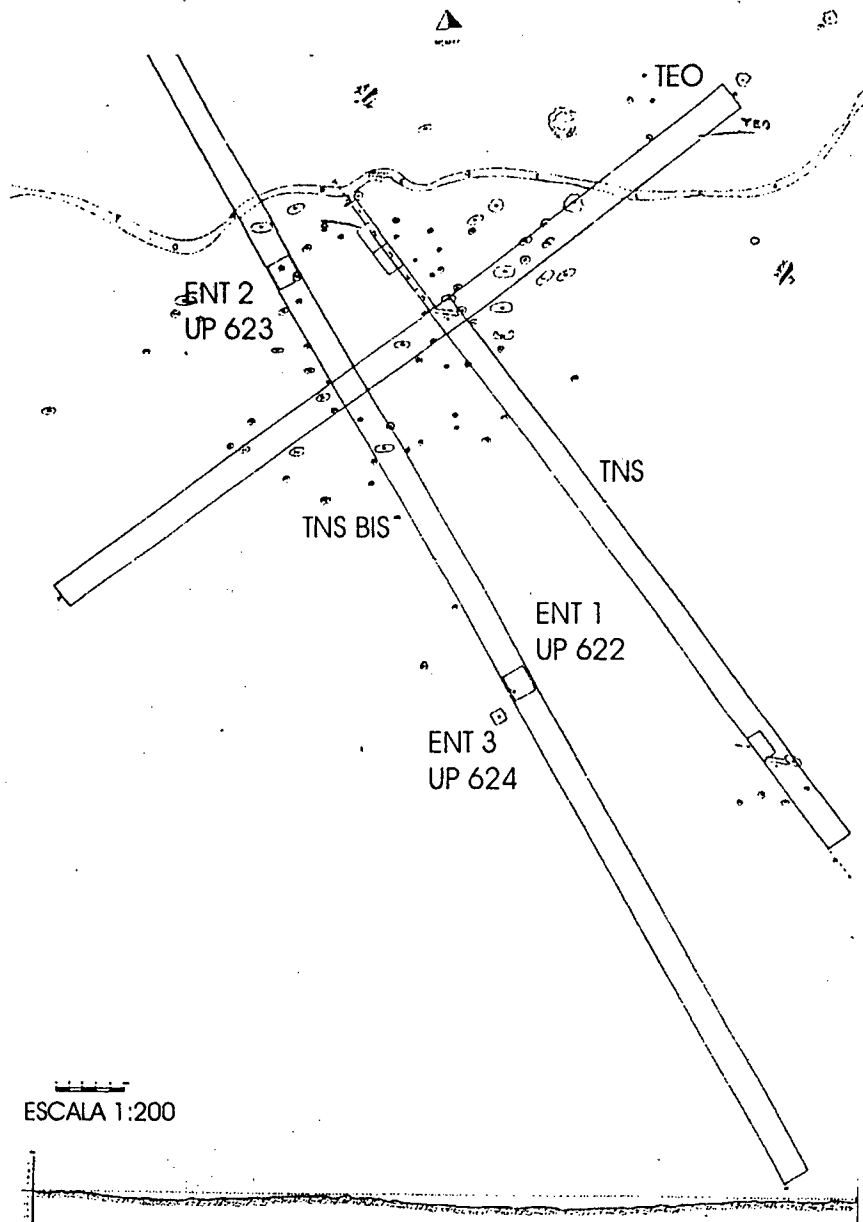 TEO
TEO
ENT 2
UP 623
TNS
TNS BIS
ENT 1
UP 622
ENT 3
UP 624
ESCALA 1:200